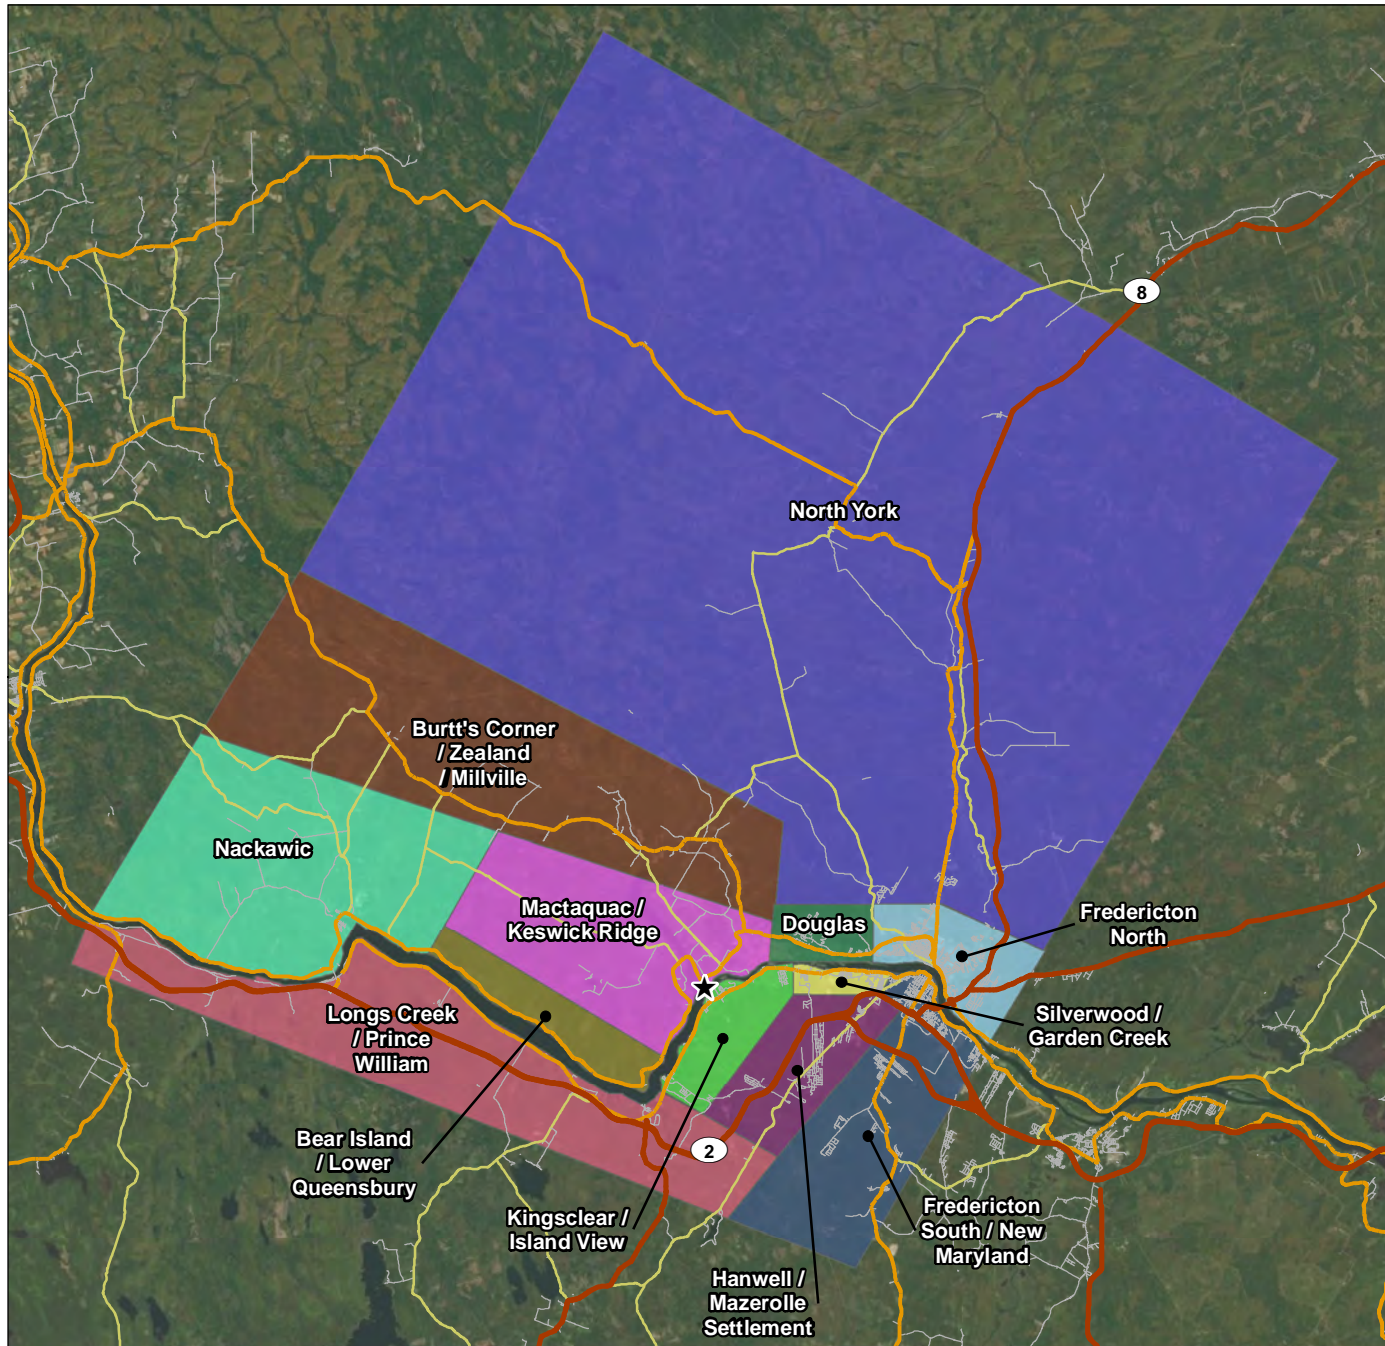 8
North York
Burtt's Corner
/ Zealand
/ Millville
Nackawic
Mactaquac /
Keswick Ridge
Douglas
Fredericton
North
Longs Creek
/ Prince
William
Silverwood /
Garden Creek
Bear Island
/ Lower
Queensbury
2
Kingsclear /
Island View
Fredericton
South / New
Maryland
Hanwell /
Mazerolle
Settlement